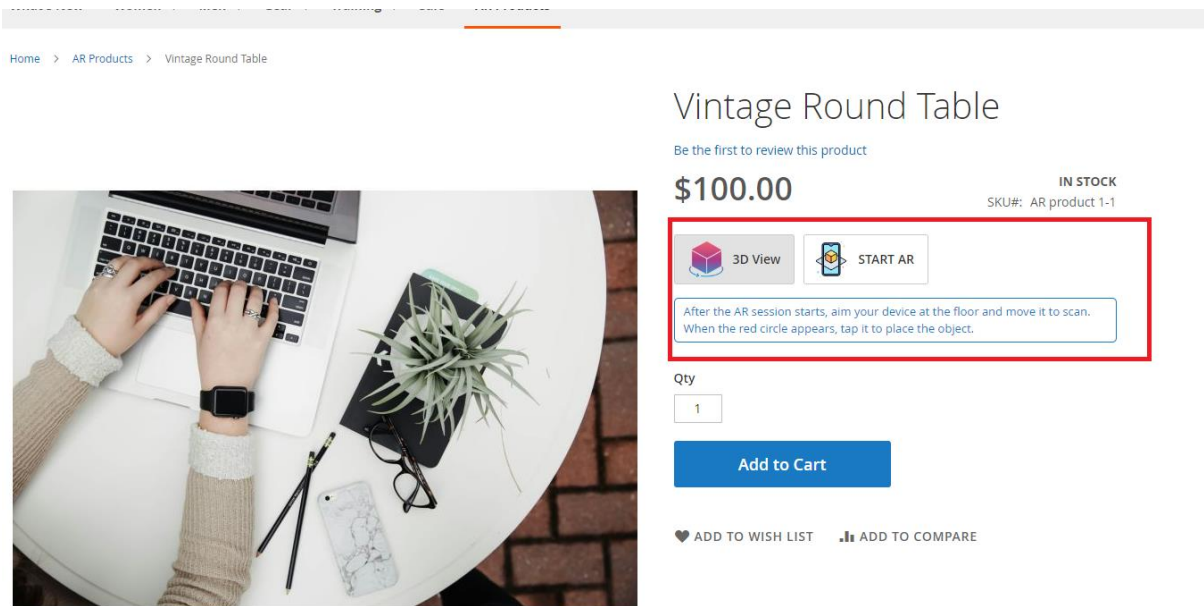 Home > AR Products > Vintage Round Table
Vintage Round Table
Be the first to review this product
$100.00
IN STOCK
SKU#: AR product 1-1
3D View
START AR
After the AR session starts, aim your device at the floor and move it to scan.
When the red circle appears, tap it to place the object.
Qty
1
Add to Cart
ADD TO WISH LIST
ADD TO COMPARE